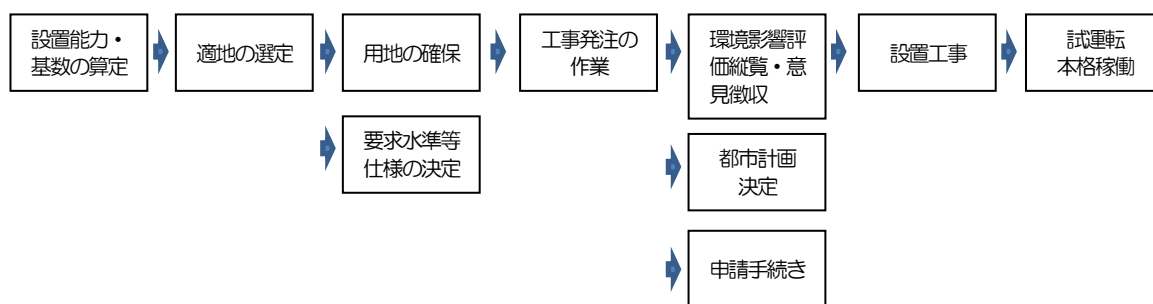 設置能力・
基数の算定
適地の選定
用地の確保
工事発注の
作業
環境影響評
価縦覧・意
見徴収
設置工事
試運転
本格稼働
要求水準等
仕様の決定
都市計画
決定
申請手続き